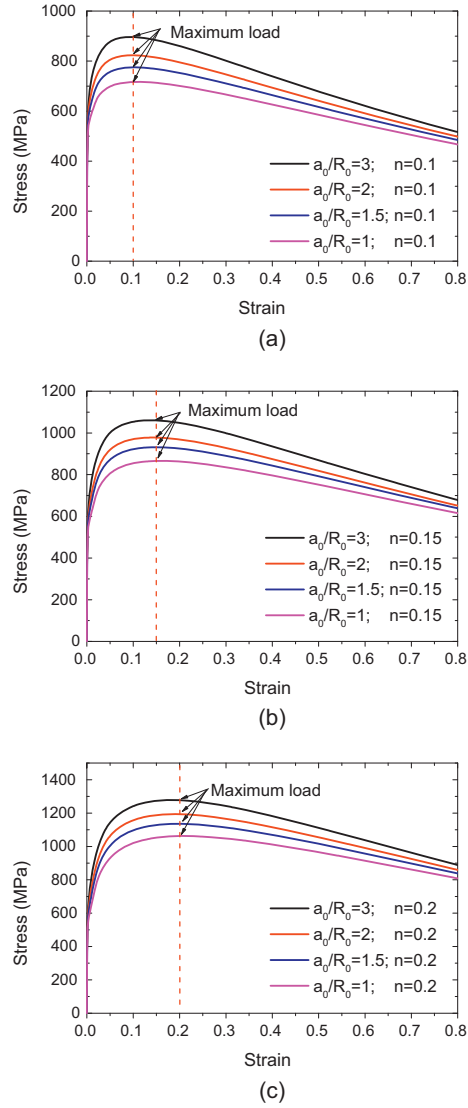 1000
Maximum load
800
600
400
200
0
Stress (MPa)
a0/R0=3; n=0.1
a0/R0=2; n=0.1
a0/R0=1.5; n=0.1
a0/R0=1; n=0.1
0.0 0.1 0.2 0.3 0.4 0.5 0.6 0.7 0.8
Strain
(a)
1200
Maximum load
1000
800
600
400
200
0
Stress (MPa)
a0/R0=3; n=0.15
a0/R0=2; n=0.15
a0/R0=1.5; n=0.15
a0/R0=1; n=0.15
0.0 0.1 0.2 0.3 0.4 0.5 0.6 0.7 0.8
Strain
(b)
1400
Maximum load
1200
1000
800
600
400
200
0
Stress (MPa)
a0/R0=3; n=0.2
a0/R0=2; n=0.2
a0/R0=1.5; n=0.2
a0/R0=1; n=0.2
0.0 0.1 0.2 0.3 0.4 0.5 0.6 0.7 0.8
Strain
(c)